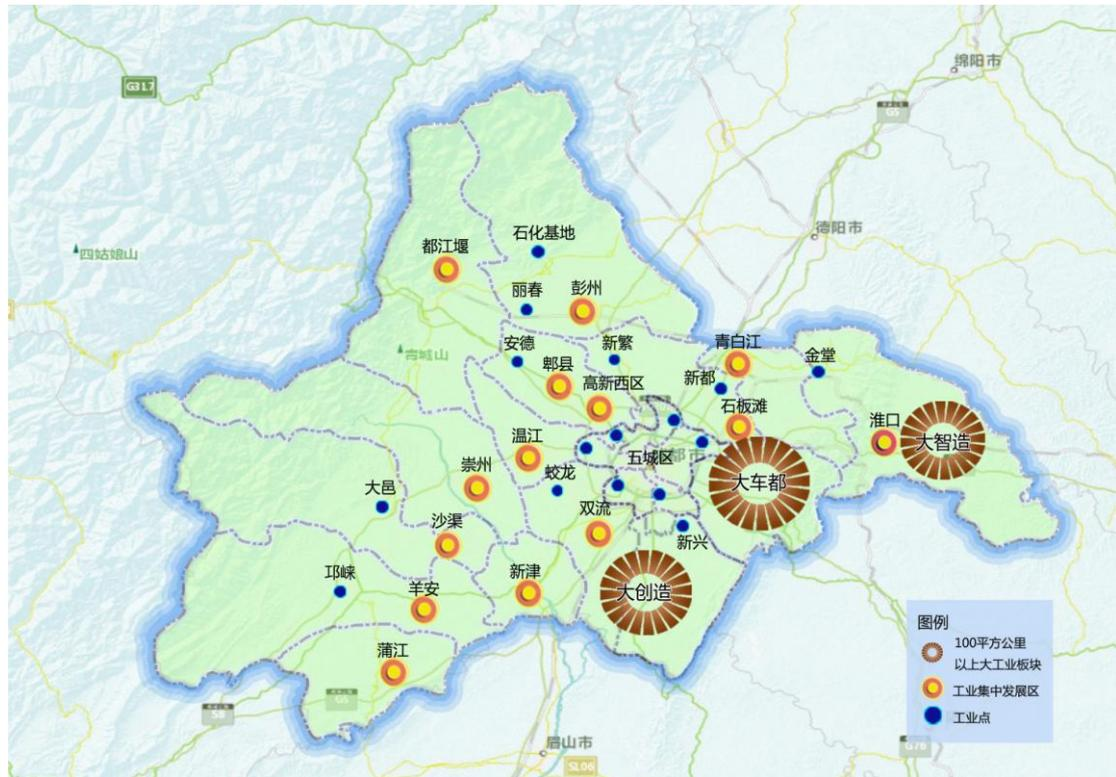 绵阳市
G317
G5
德阳市
四姑娘山
都江堰
石化基地
丽春
彭州
安德
新繁
青白江
金堂
青城山
郫县
高新西区
新都
石板滩
淮口
大智造
温江
五城区
都市
崇州
蛟龙
大车都
大邑
沙渠
双流
新兴
邛崃
羊安
新津
大创造
蒲江
图例
100平方公里
以上大工业板块
工业集中发展区
工业点
G5
S8
眉山市
SL06
G76